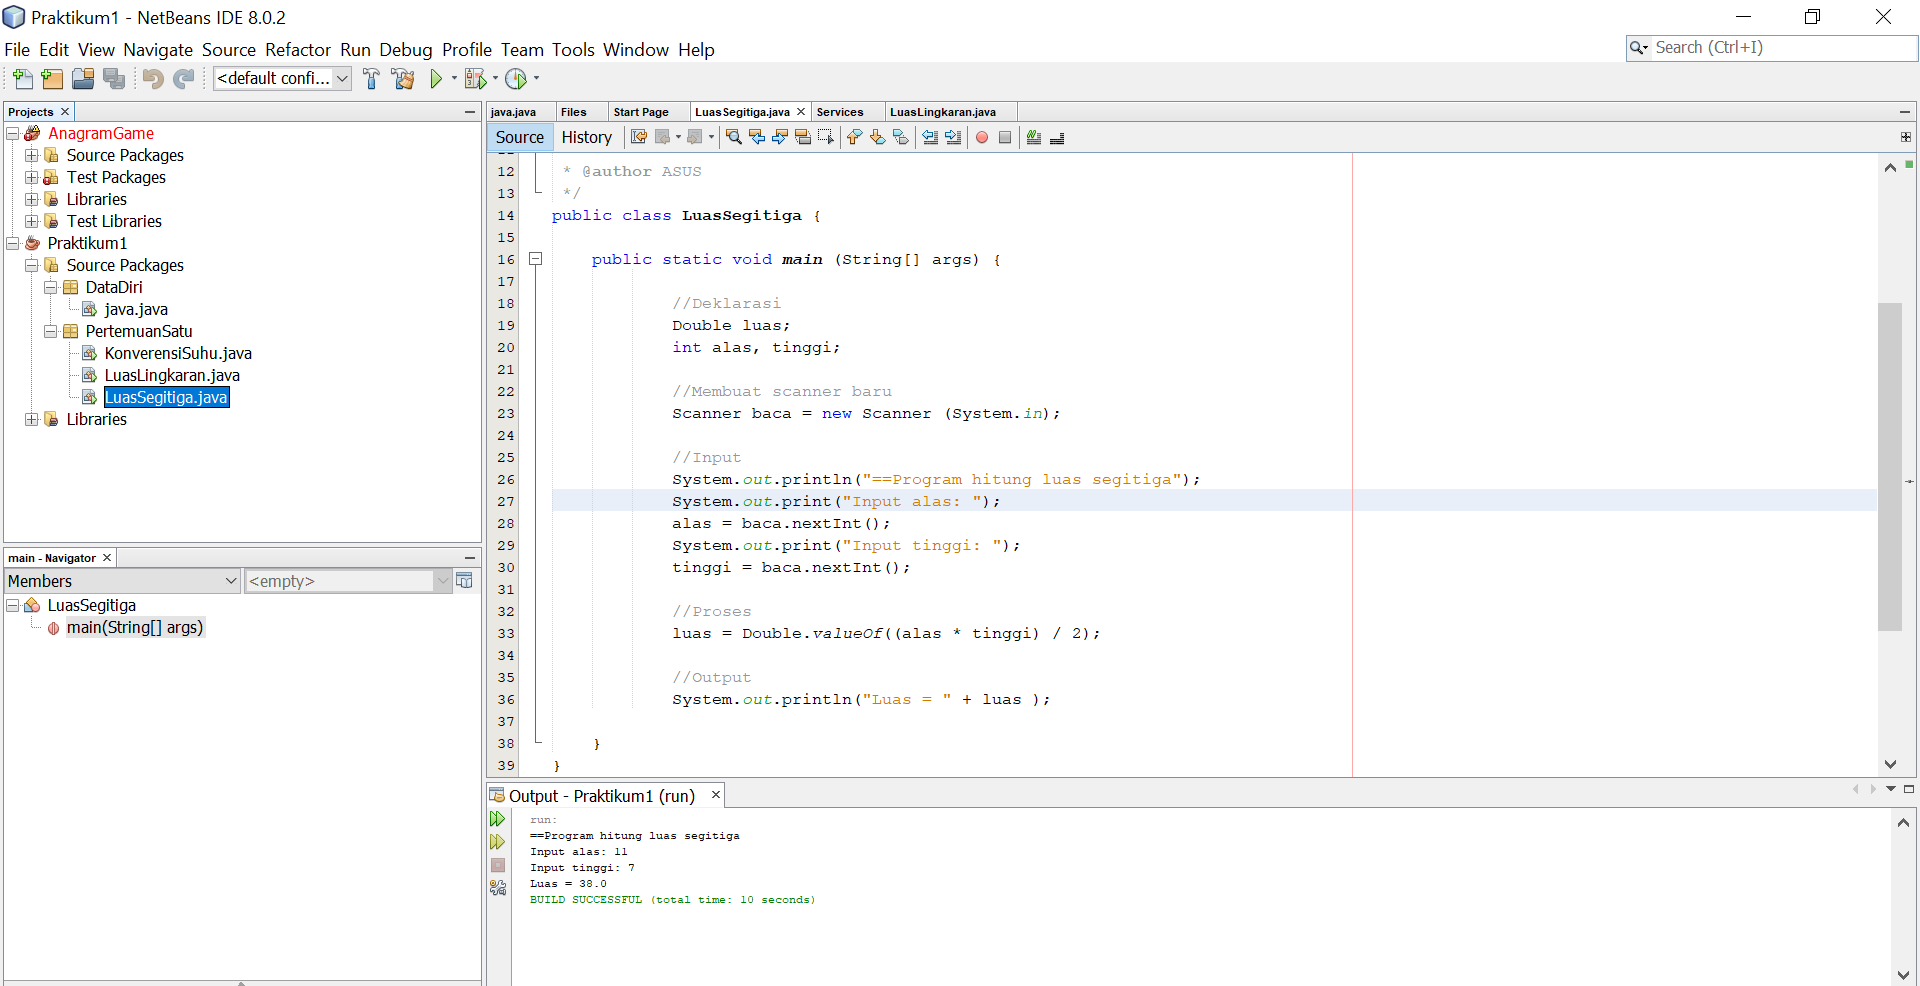 Praktikum1 - NetBeans IDE 8.0.2
File Edit View Navigate Source Refactor Run Debug Profile Team Tools Window Help
Search (Ctrl+I)
<default confi...
Projects
AnagramGame
Source Packages
Test Packages
Libraries
Test Libraries
Praktikum1
Source Packages
DataDiri
java.java
PertemuanSatu
KonverensiSuhu.java
LuasLingkaran.java
LuasSegitiga.java
Libraries
main - Navigator
Members
<empty>
LuasSegitiga
main(String[] args)
java.java Files Start Page LuasSegitiga.java Services LuasLingkaran.java
Source History
12 * @author ASUS
13 */
14 public class LuasSegitiga {
15
16 public static void main (String[] args) {
17
18 //Deklarasi
19 Double luas;
20 int alas, tinggi;
21
22 //Membuat scanner baru
23 Scanner baca = new Scanner (System.in);
24
25 //Input
26 System.out.println("==Program hitung luas segitiga");
27 System.out.print("Input alas: ");
28 alas = baca.nextInt();
29 System.out.print("Input tinggi: ");
30 tinggi = baca.nextInt();
31
32 //Proses
33 luas = Double.valueOf((alas * tinggi) / 2);
34
35 //Output
36 System.out.println("Luas = " + luas );
37
38 }
39 }
Output - Praktikum1 (run)
run:
==Program hitung luas segitiga
Input alas: 11
Input tinggi: 7
Luas = 38.0
BUILD SUCCESSFUL (total time: 10 seconds)